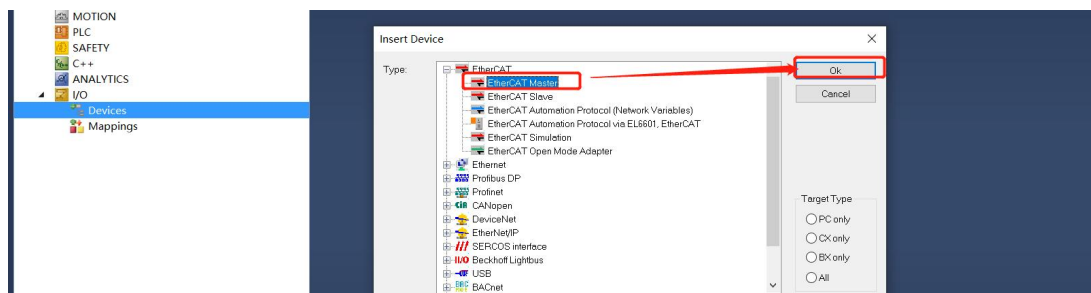 MOTION
PLC
SAFETY
C++
ANALYTICS
I/O
Devices
Mappings
Insert Device
Type:
EtherCAT
EtherCAT Master
EtherCAT Slave
EtherCAT Automation Protocol (Network Variables)
EtherCAT Automation Protocol via EL6601, EtherCAT
EtherCAT Simulation
EtherCAT Open Mode Adapter
Ethernet
Profibus DP
Profinet
CANopen
DeviceNet
EtherNet/IP
SERCOS interface
Beckhoff Lightbus
USB
BACnet
Ok
Cancel
Target Type
PC only
CX only
BX only
All